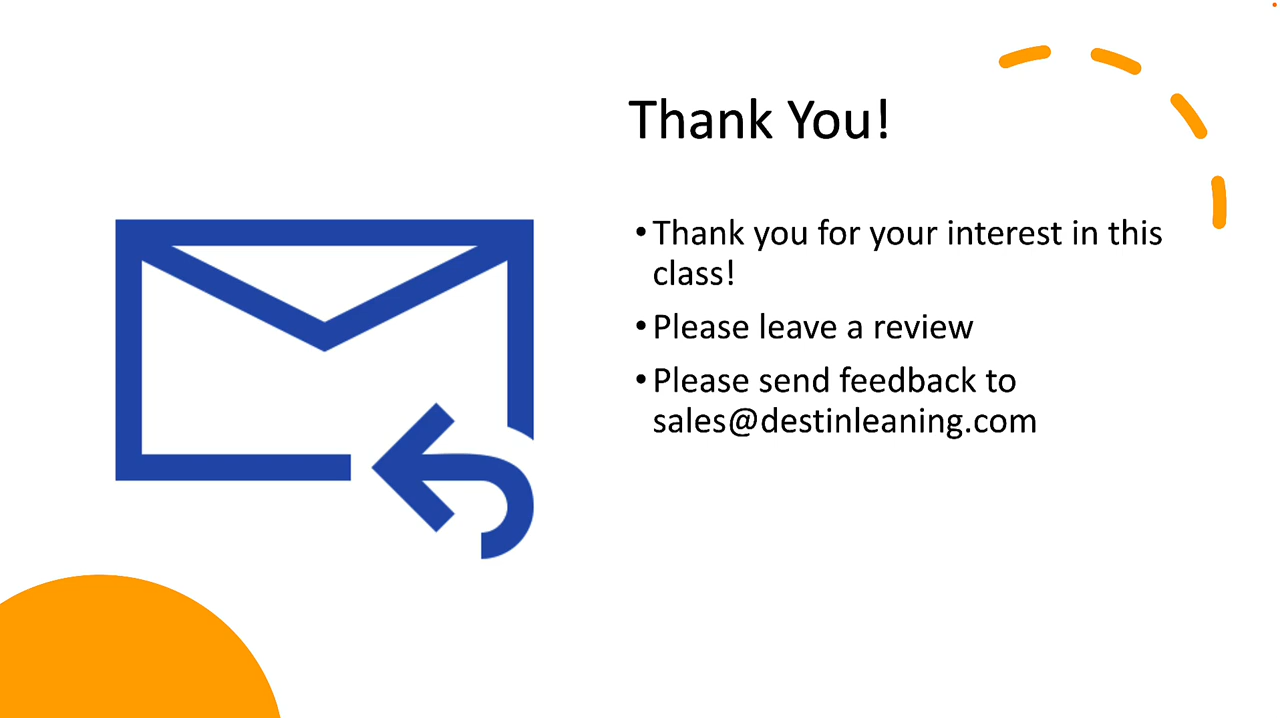 Thank You!
•Thank you for your interest in this
class!
•Please leave a review
•Please send feedback to
sales@destinleaning.com